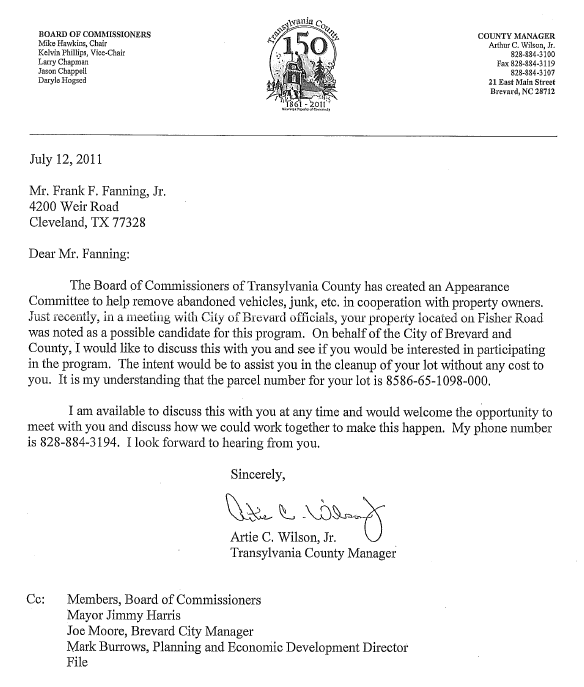 BOARD OF COMMISSIONERS
Mike Hawkins, Chair
Kelvin Phillips, Vice-Chair
Larry Chapman
Jason Chappell
Daryle Hogsed
Transylvania County
150
1861 - 2011
COUNTY MANAGER
Arthur C. Wilson, Jr.
828-884-3100
Fax 828-884-3119
828-884-3107
21 East Main Street
Brevard, NC 28712
July 12, 2011
Mr. Frank F. Fanning, Jr.
4200 Weir Road
Cleveland, TX 77328
Dear Mr. Fanning:
The Board of Commissioners of Transylvania County has created an Appearance
Committee to help remove abandoned vehicles, junk, etc. in cooperation with property owners.
Just recently, in a meeting with City of Brevard officials, your property located on Fisher Road
was noted as a possible candidate for this program. On behalf of the City of Brevard and
County, I would like to discuss this with you and see if you would be interested in participating
in the program. The intent would be to assist you in the cleanup of your lot without any cost to
you. It is my understanding that the parcel number for your lot is 8586-65-1098-000.
I am available to discuss this with you at any time and would welcome the opportunity to
meet with you and discuss how we could work together to make this happen. My phone number
is 828-884-3194. I look forward to hearing from you.
Sincerely,
Artie C. Wilson Jr
Artie C. Wilson, Jr.
Transylvania County Manager
Cc: Members, Board of Commissioners
Mayor Jimmy Harris
Joe Moore, Brevard City Manager
Mark Burrows, Planning and Economic Development Director
File